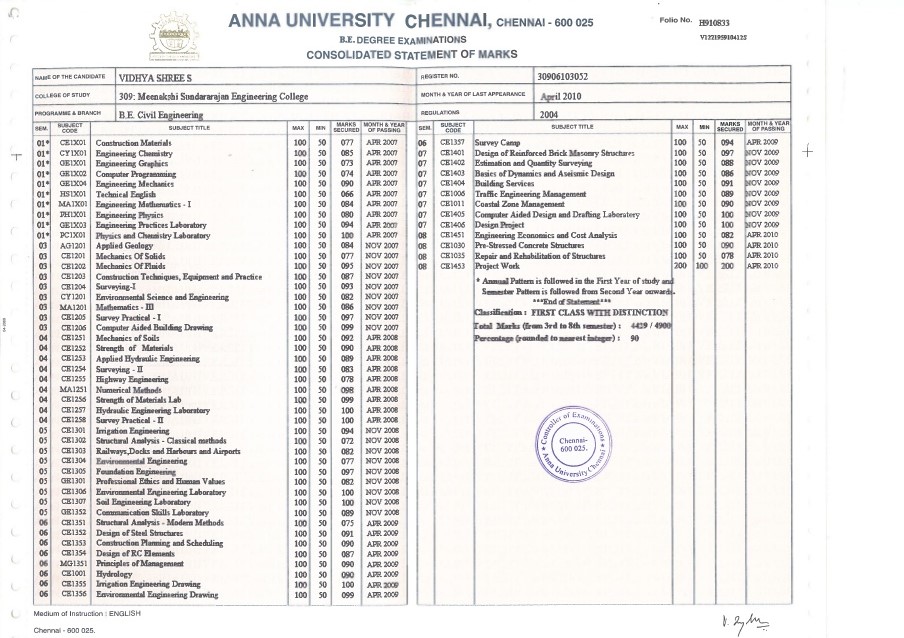 ANNA UNIVERSITY CHENNAI, CHENNAI - 600 025
Folio No. H910833
V1221959104125
B.E. DEGREE EXAMINATIONS
CONSOLIDATED STATEMENT OF MARKS
NAME OF THE CANDIDATE VIDHYA SHREE S
REGISTER NO. 30906103052
COLLEGE OF STUDY 309: Meenakshi Sundararajan Engineering College
MONTH & YEAR OF LAST APPEARANCE April 2010
PROGRAMME & BRANCH B.E. Civil Engineering
REGULATIONS 2004
SEM. SUBJECT CODE SUBJECT TITLE MAX MIN MARKS SECURED MONTH & YEAR OF PASSING
01* CE1X01 Construction Materials 100 50 077 APR 2007
01* CY1X01 Engineering Chemistry 100 50 085 APR 2007
01* GE1X01 Engineering Graphics 100 50 073 APR 2007
01* GE1X02 Computer Programming 100 50 074 APR 2007
01* GE1X04 Engineering Mechanics 100 50 090 APR 2007
01* HS1X01 Technical English 100 50 066 APR 2007
01* MA1X01 Engineering Mathematics - I 100 50 084 APR 2007
01* PH1X01 Engineering Physics 100 50 080 APR 2007
01* GE1X03 Engineering Practices Laboratory 100 50 094 APR 2007
01* PC1X01 Physics and Chemistry Laboratory 100 50 100 APR 2007
03 AG1201 Applied Geology 100 50 084 NOV 2007
03 CE1201 Mechanics Of Solids 100 50 077 NOV 2007
03 CE1202 Mechanics Of Fluids 100 50 095 NOV 2007
03 CE1203 Construction Techniques, Equipment and Practice 100 50 087 NOV 2007
03 CE1204 Surveying-I 100 50 093 NOV 2007
03 CY1201 Environmental Science and Engineering 100 50 082 NOV 2007
03 MA1201 Mathematics - III 100 50 086 NOV 2007
03 CE1205 Survey Practical - I 100 50 097 NOV 2007
03 CE1206 Computer Aided Building Drawing 100 50 099 NOV 2007
04 CE1251 Mechanics of Soils 100 50 092 APR 2008
04 CE1252 Strength of Materials 100 50 090 APR 2008
04 CE1253 Applied Hydraulic Engineering 100 50 089 APR 2008
04 CE1254 Surveying - II 100 50 083 APR 2008
04 CE1255 Highway Engineering 100 50 078 APR 2008
04 MA1251 Numerical Methods 100 50 098 APR 2008
04 CE1256 Strength of Materials Lab 100 50 099 APR 2008
04 CE1257 Hydraulic Engineering Laboratory 100 50 100 APR 2008
04 CE1258 Survey Practical - II 100 50 100 APR 2008
05 CE1301 Irrigation Engineering 100 50 094 NOV 2008
05 CE1302 Structural Analysis - Classical methods 100 50 072 NOV 2008
05 CE1303 Railways,Docks and Harbours and Airports 100 50 082 NOV 2008
05 CE1304 Environmental Engineering 100 50 077 NOV 2008
05 CE1305 Foundation Engineering 100 50 097 NOV 2008
05 GE1301 Professional Ethics and Human Values 100 50 082 NOV 2008
05 CE1306 Environmental Engineering Laboratory 100 50 100 NOV 2008
05 CE1307 Soil Engineering Laboratory 100 50 100 NOV 2008
05 GE1352 Communication Skills Laboratory 100 50 089 NOV 2008
06 CE1351 Structural Analysis - Modern Methods 100 50 075 APR 2009
06 CE1352 Design of Steel Structures 100 50 091 APR 2009
06 CE1353 Construction Planning and Scheduling 100 50 090 APR 2009
06 CE1354 Design of RC Elements 100 50 087 APR 2009
06 MG1351 Principles of Management 100 50 090 APR 2009
06 CE1001 Hydrology 100 50 090 APR 2009
06 CE1355 Irrigation Engineering Drawing 100 50 100 APR 2009
06 CE1356 Environmental Engineering Drawing 100 50 099 APR 2009
SEM. SUBJECT CODE SUBJECT TITLE MAX MIN MARKS SECURED MONTH & YEAR OF PASSING
06 CE1357 Survey Camp 100 50 094 APR 2009
07 CE1401 Design of Reinforced Brick Masonry Structures 100 50 097 NOV 2009
07 CE1402 Estimation and Quantity Surveying 100 50 088 NOV 2009
07 CE1403 Basics of Dynamics and Aseismic Design 100 50 086 NOV 2009
07 CE1404 Building Services 100 50 091 NOV 2009
07 CE1006 Traffic Engineering Management 100 50 089 NOV 2009
07 CE1011 Coastal Zone Management 100 50 090 NOV 2009
07 CE1405 Computer Aided Design and Drafting Laboratory 100 50 100 NOV 2009
07 CE1406 Design Project 100 50 100 NOV 2009
08 CE1451 Engineering Economics and Cost Analysis 100 50 082 APR 2010
08 CE1030 Pre-Stressed Concrete Structures 100 50 090 APR 2010
08 CE1035 Repair and Rehabilitation of Structures 100 50 078 APR 2010
08 CE1453 Project Work 200 100 200 APR 2010
* Annual Pattern is followed in the First Year of study and
Semester Pattern is followed from Second Year onwards.
***End of Statement***
Classification : FIRST CLASS WITH DISTINCTION
Total Marks (from 3rd to 8th semester) : 4429 / 4900
Percentage (rounded to nearest integer) : 90
Controller of Examinations
Chennai-
600 025.
Anna University Chennai
Medium of Instruction : ENGLISH
Chennai - 600 025.